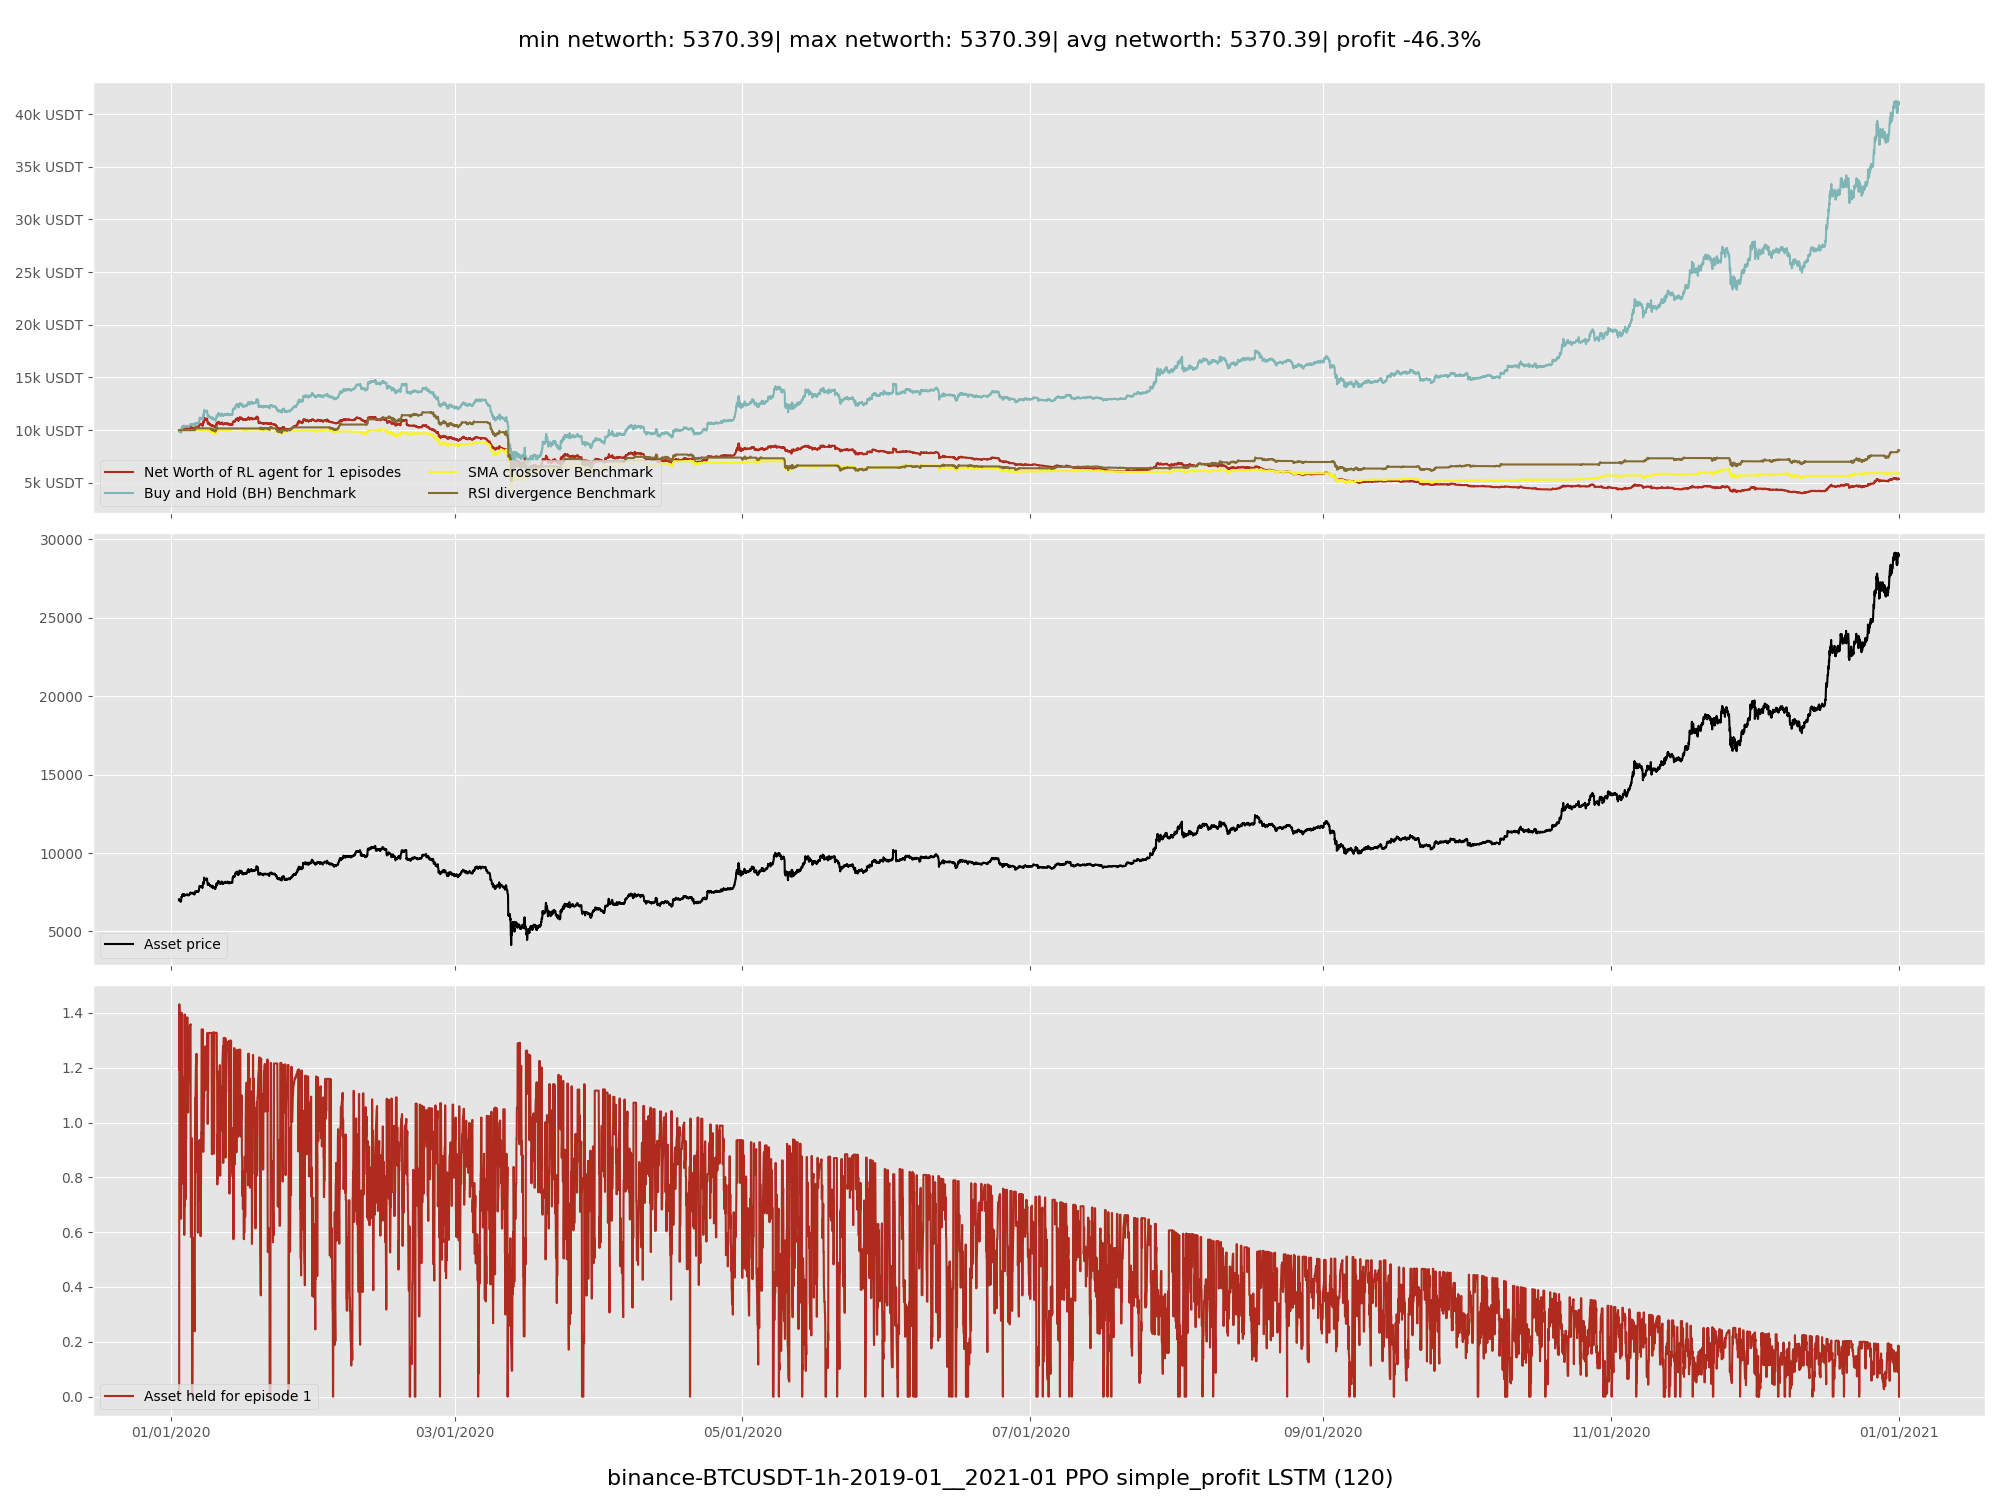 min networth: 5370.39| max networth: 5370.39| avg networth: 5370.39| profit -46.3%
40k USDT
35k USDT
30k USDT
25k USDT
20k USDT
15k USDT
10k USDT
5k USDT
Net Worth of RL agent for 1 episodes
Buy and Hold (BH) Benchmark
SMA crossover Benchmark
RSI divergence Benchmark
30000
25000
20000
15000
10000
5000
Asset price
1.4
1.2
1.0
0.8
0.6
0.4
0.2
0.0
Asset held for episode 1
01/01/2020 03/01/2020 05/01/2020 07/01/2020 09/01/2020 11/01/2020 01/01/2021
binance-BTCUSDT-1h-2019-01__2021-01 PPO simple_profit LSTM (120)